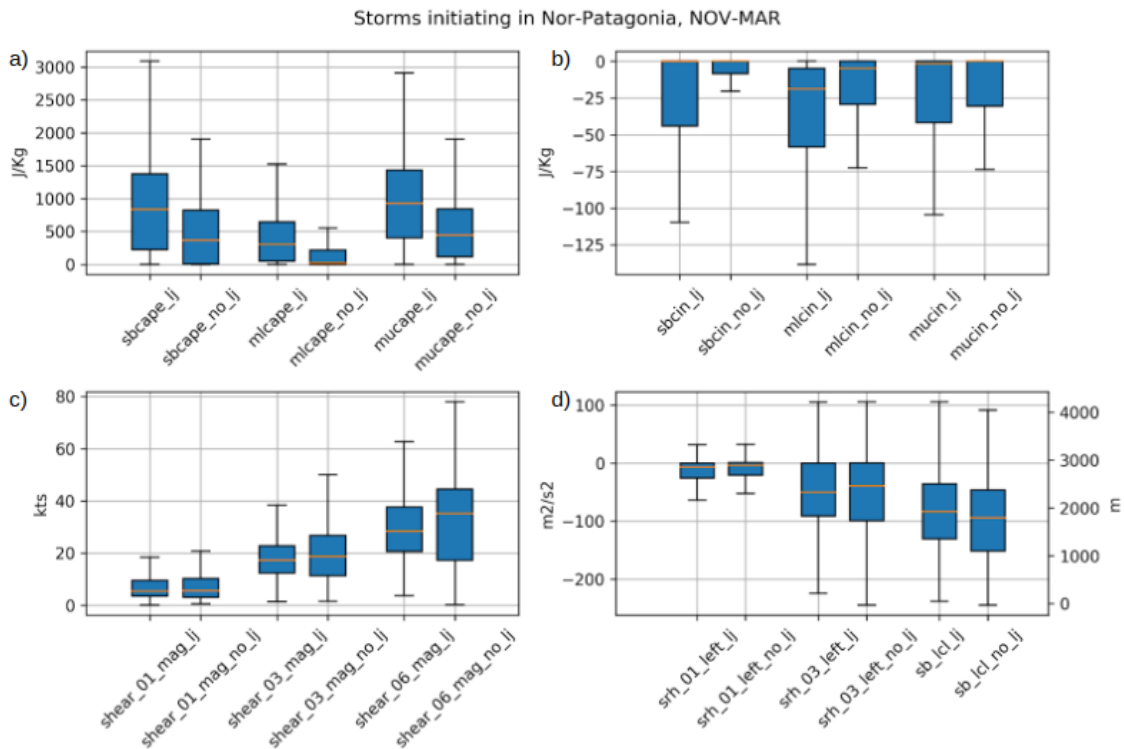 Storms initiating in Nor-Patagonia, NOV-MAR
a)
3000
2500
2000
1500
1000
500
0
J/Kg
sbcape_lj
sbcape_no_lj
mlcape_lj
mlcape_no_lj
mucape_lj
mucape_no_lj
b)
0
−25
−50
−75
−100
−125
J/Kg
sbcin_lj
sbcin_no_lj
mlcin_lj
mlcin_no_lj
mucin_lj
mucin_no_lj
c)
80
60
40
20
0
kts
shear_01_mag_lj
shear_01_mag_no_lj
shear_03_mag_lj
shear_03_mag_no_lj
shear_06_mag_lj
shear_06_mag_no_lj
d)
100
0
−100
−200
m2/s2
4000
3000
2000
1000
0
m
srh_01_left_lj
srh_01_left_no_lj
srh_03_left_lj
srh_03_left_no_lj
sb_lcl_lj
sb_lcl_no_lj